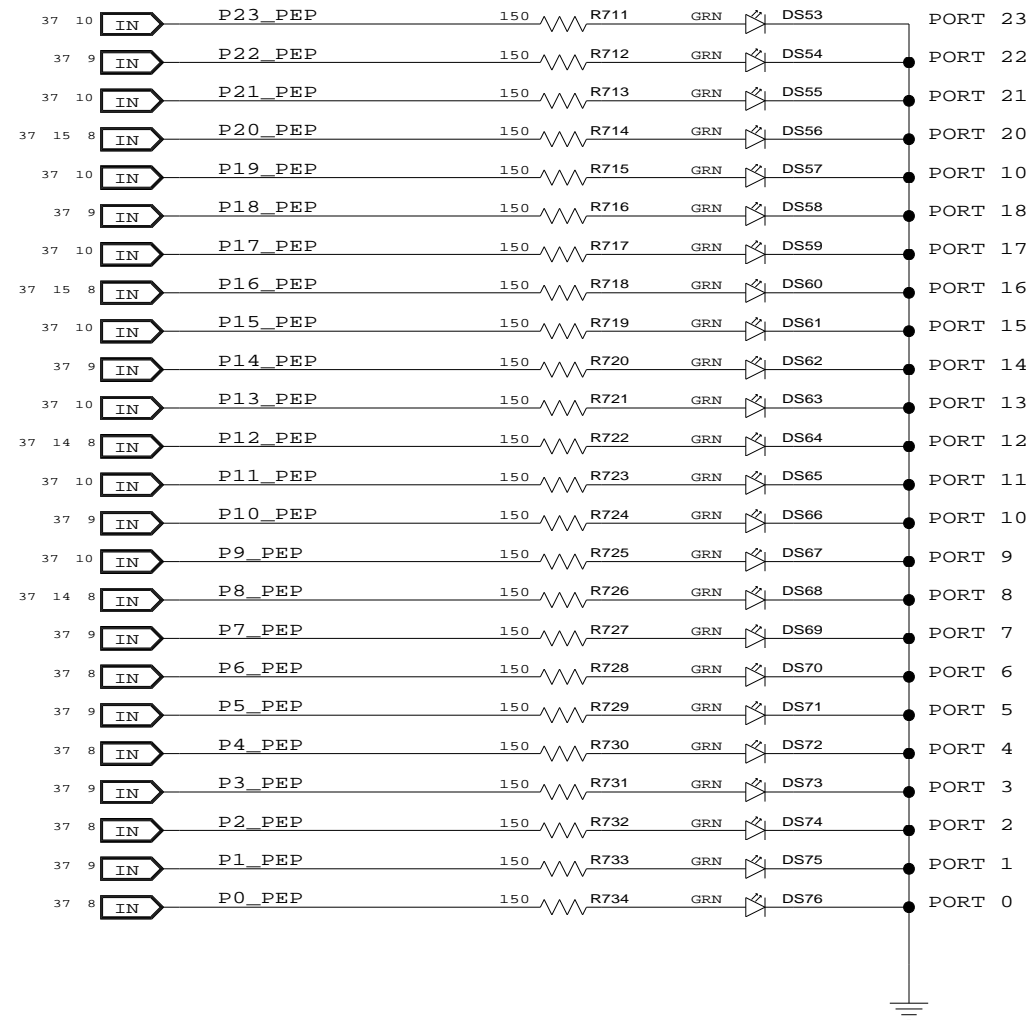 37 10 IN P23_PEP 150 R711 GRN DS53 PORT 23
37 9 IN P22_PEP 150 R712 GRN DS54 PORT 22
37 10 IN P21_PEP 150 R713 GRN DS55 PORT 21
37 15 8 IN P20_PEP 150 R714 GRN DS56 PORT 20
37 10 IN P19_PEP 150 R715 GRN DS57 PORT 10
37 9 IN P18_PEP 150 R716 GRN DS58 PORT 18
37 10 IN P17_PEP 150 R717 GRN DS59 PORT 17
37 15 8 IN P16_PEP 150 R718 GRN DS60 PORT 16
37 10 IN P15_PEP 150 R719 GRN DS61 PORT 15
37 9 IN P14_PEP 150 R720 GRN DS62 PORT 14
37 10 IN P13_PEP 150 R721 GRN DS63 PORT 13
37 14 8 IN P12_PEP 150 R722 GRN DS64 PORT 12
37 10 IN P11_PEP 150 R723 GRN DS65 PORT 11
37 9 IN P10_PEP 150 R724 GRN DS66 PORT 10
37 10 IN P9_PEP 150 R725 GRN DS67 PORT 9
37 14 8 IN P8_PEP 150 R726 GRN DS68 PORT 8
37 9 IN P7_PEP 150 R727 GRN DS69 PORT 7
37 8 IN P6_PEP 150 R728 GRN DS70 PORT 6
37 9 IN P5_PEP 150 R729 GRN DS71 PORT 5
37 8 IN P4_PEP 150 R730 GRN DS72 PORT 4
37 9 IN P3_PEP 150 R731 GRN DS73 PORT 3
37 8 IN P2_PEP 150 R732 GRN DS74 PORT 2
37 9 IN P1_PEP 150 R733 GRN DS75 PORT 1
37 8 IN P0_PEP 150 R734 GRN DS76 PORT 0